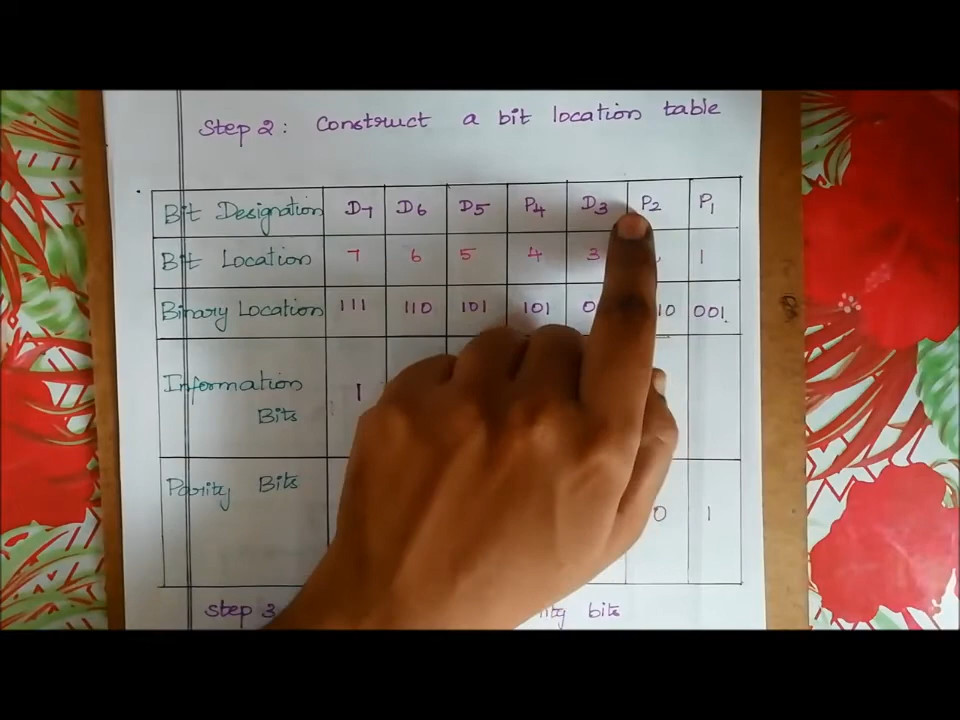 Step 2: Construct a bit location table
Bit Designation D7 D6 D5 P4 D3 P2 P1
Bit Location 7 6 5 4 3 1
Binary Location 111 110 101 101 0 10 001
Information 1
Bits
Parity Bits 0 1
Step 3 bits